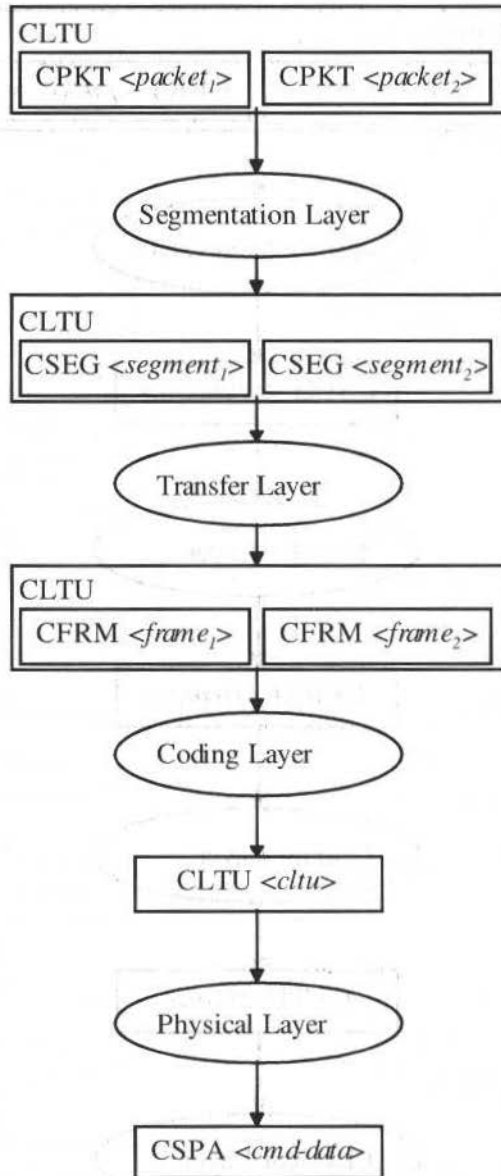 CLTU
CPKT <packet₁> CPKT <packet₂>
Segmentation Layer
CLTU
CSEG <segment₁> CSEG <segment₂>
Transfer Layer
CLTU
CFRM <frame₁> CFRM <frame₂>
Coding Layer
CLTU <cltu>
Physical Layer
CSPA <cmd-data>